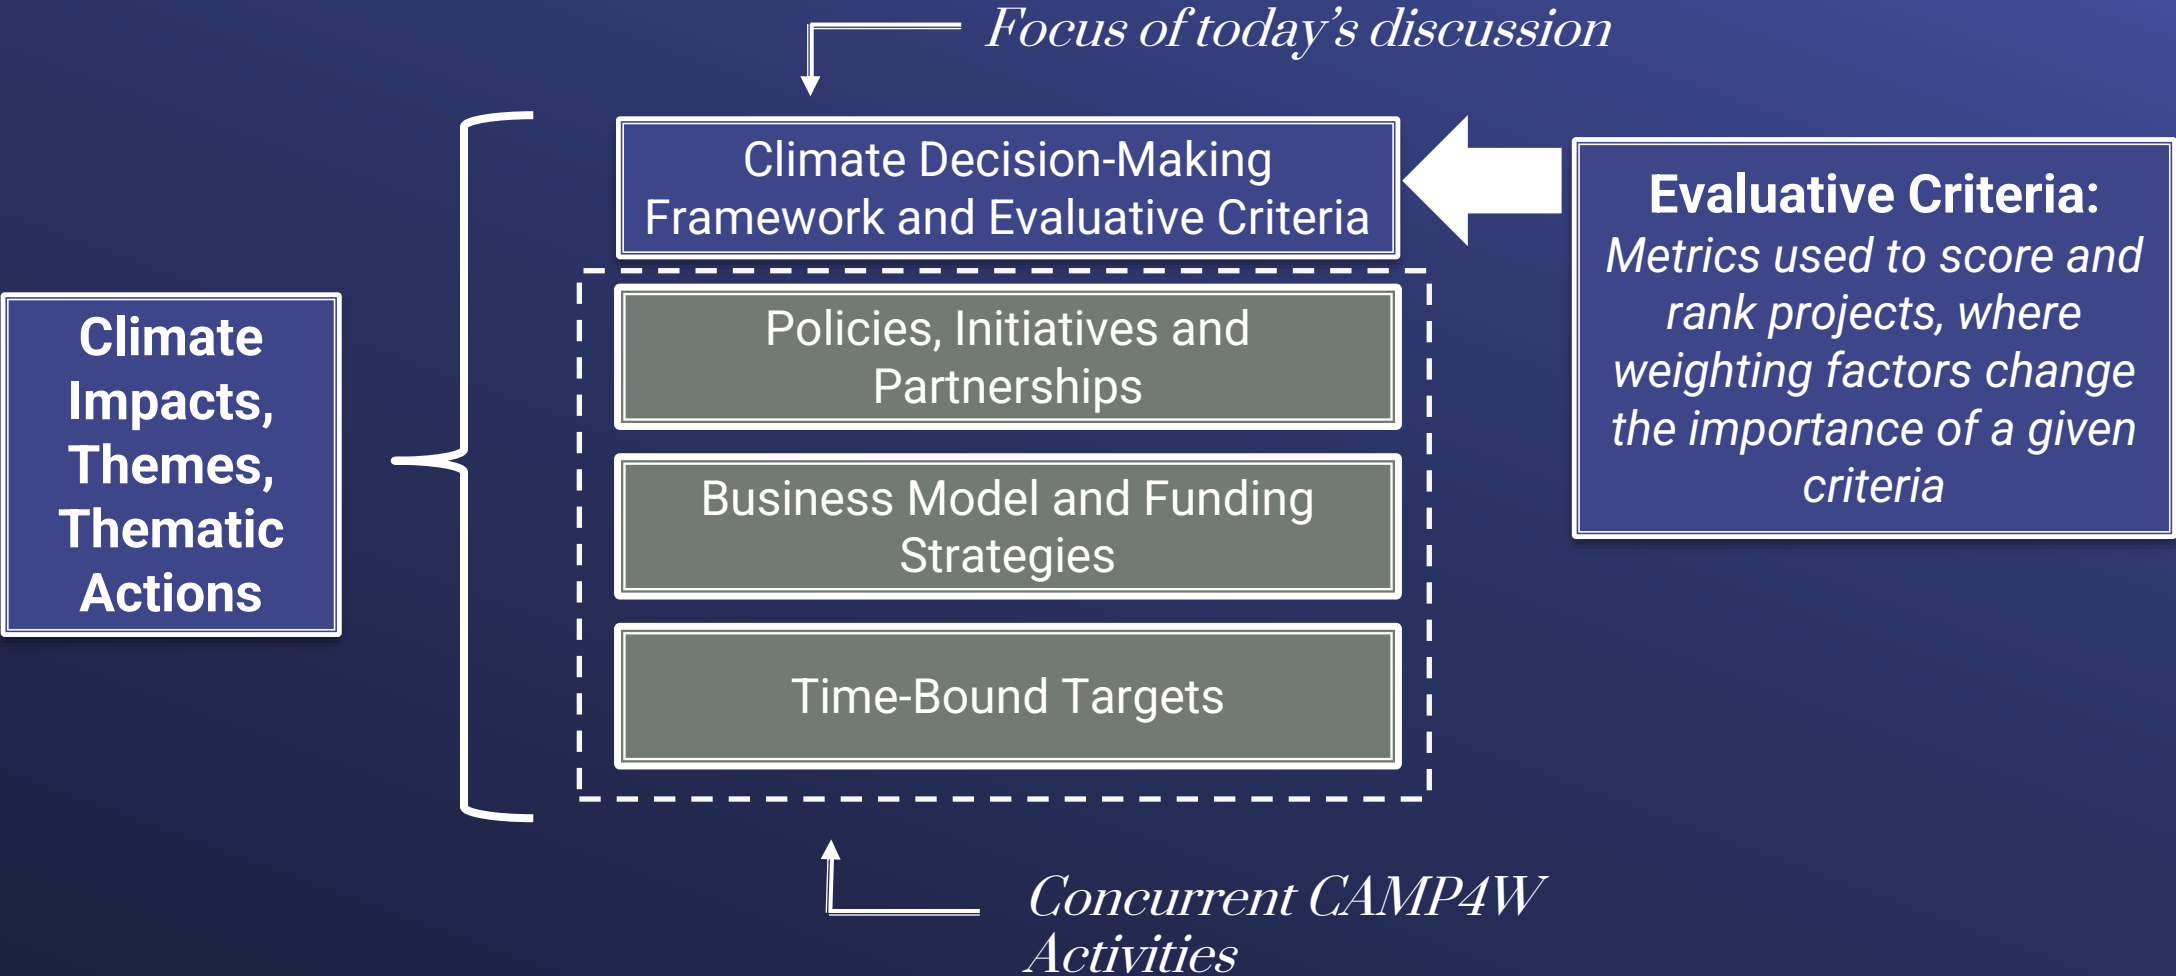 Focus of today's discussion
Climate Decision-Making
Framework and Evaluative Criteria
Evaluative Criteria:
Metrics used to score and
rank projects, where
weighting factors change
the importance of a given
criteria
Climate
Impacts,
Themes,
Thematic
Actions
Policies, Initiatives and
Partnerships
Business Model and Funding
Strategies
Time-Bound Targets
Concurrent CAMP4W
Activities